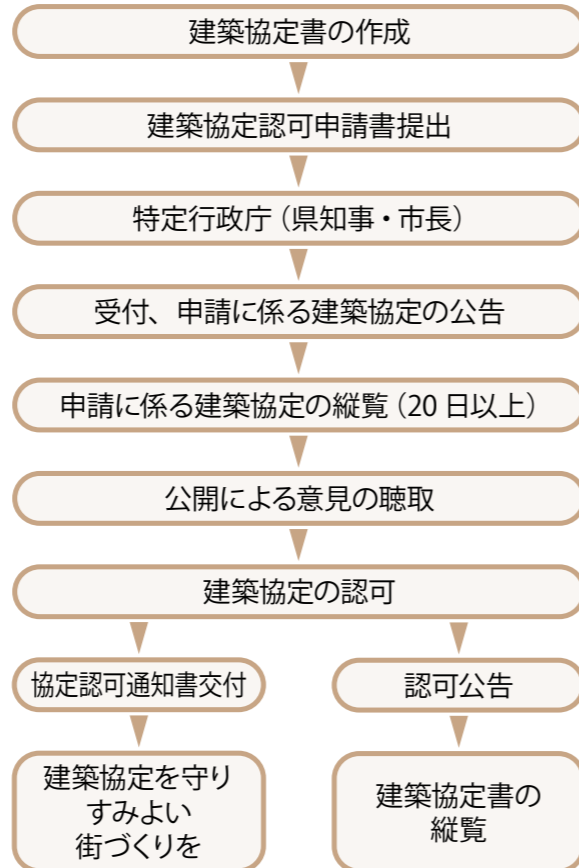 建築協定書の作成
建築協定認可申請書提出
特定行政庁（県知事・市長）
受付、申請に係る建築協定の公告
申請に係る建築協定の縦覧（20 日以上）
公開による意見の聴取
建築協定の認可
協定認可通知書交付
認可公告
建築協定を守り
すみよい
街づくりを
建築協定書の
縦覧